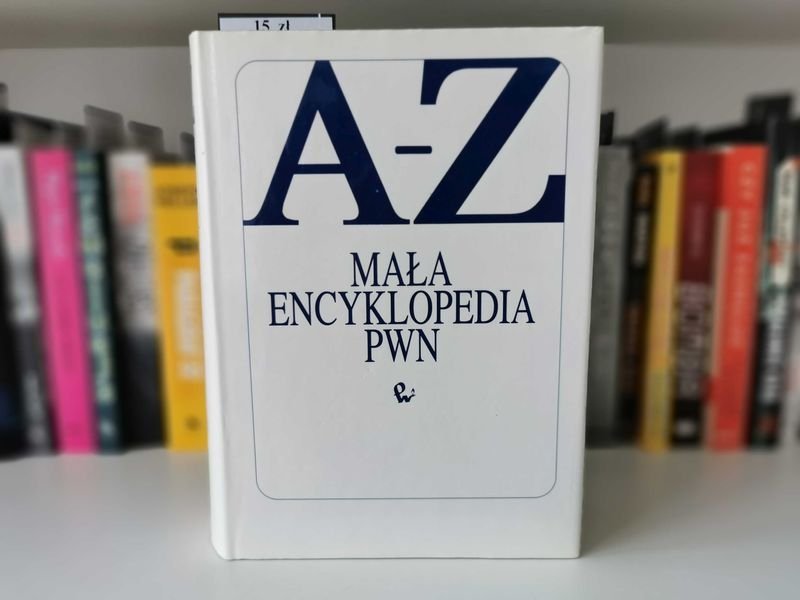 15 zł
A-Z
MAŁA
ENCYKLOPEDIA
PWN